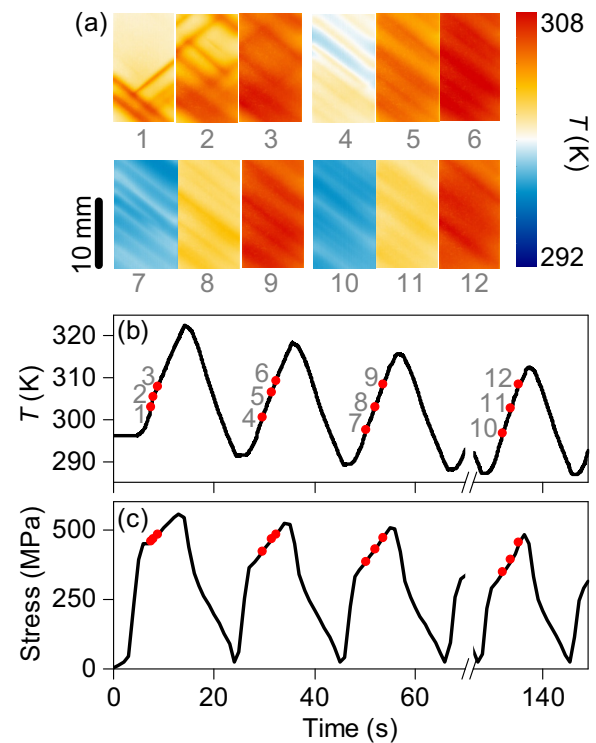 (a)
308
1 2 3 4 5 6
T (K)
10 mm
292
7 8 9 10 11 12
(b)
T (K)
320
310
300
290
1 2 3 4 5 6 7 8 9 10 11 12
(c)
Stress (MPa)
500
250
0
0 20 40 60 140
Time (s)